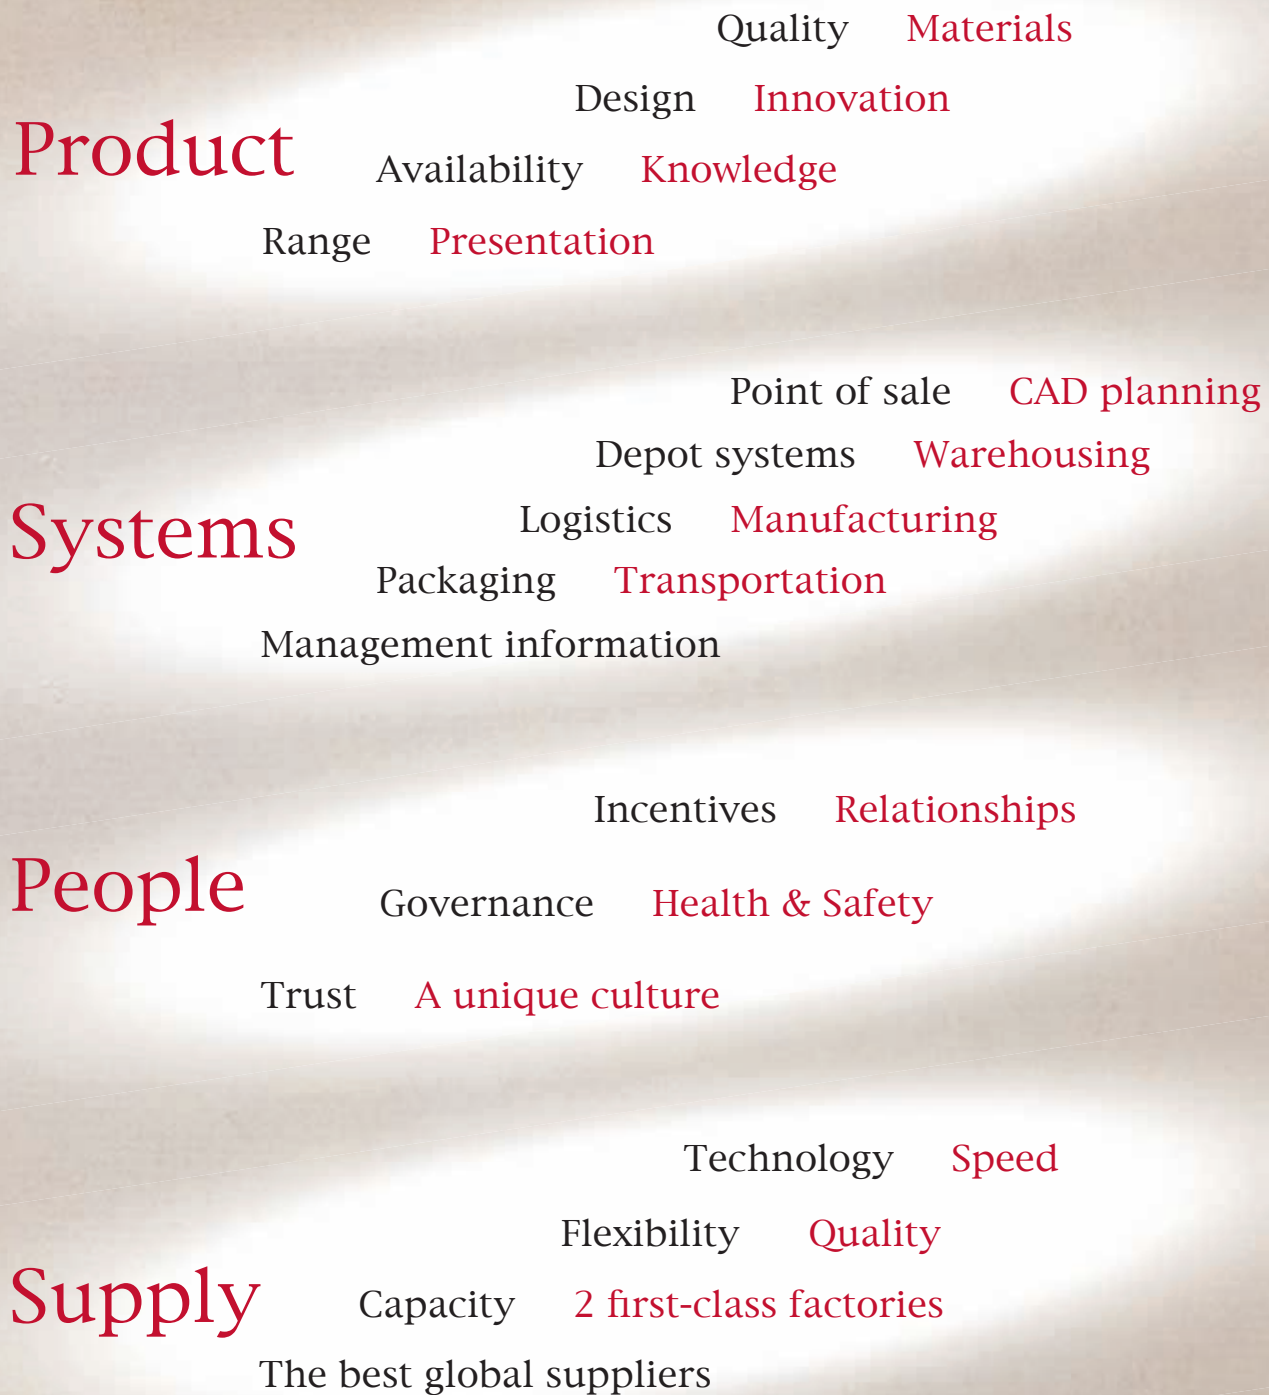 Quality Materials
Design Innovation
Product
Availability Knowledge
Range Presentation
Point of sale CAD planning
Depot systems Warehousing
Systems
Logistics Manufacturing
Packaging Transportation
Management information
Incentives Relationships
People
Governance Health & Safety
Trust A unique culture
Technology Speed
Flexibility Quality
Supply
Capacity 2 first-class factories
The best global suppliers